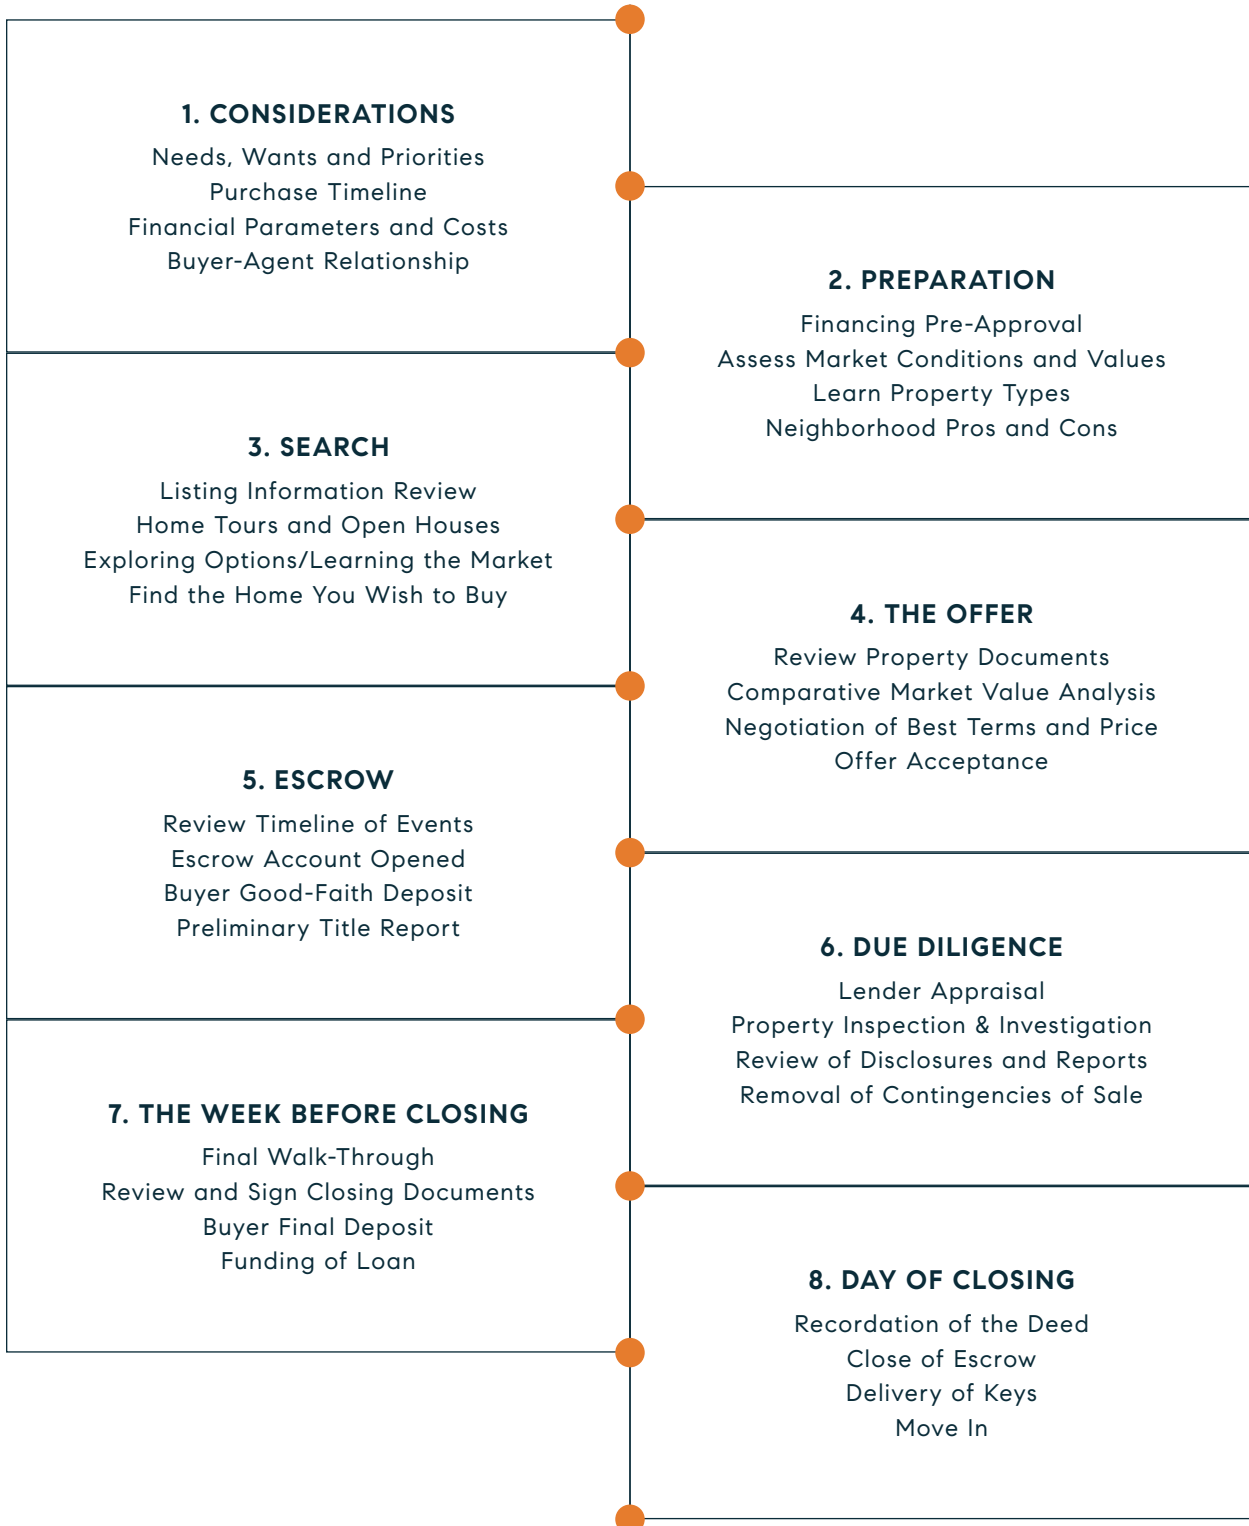 1. CONSIDERATIONS
Needs, Wants and Priorities
Purchase Timeline
Financial Parameters and Costs
Buyer-Agent Relationship
2. PREPARATION
Financing Pre-Approval
Assess Market Conditions and Values
Learn Property Types
Neighborhood Pros and Cons
3. SEARCH
Listing Information Review
Home Tours and Open Houses
Exploring Options/Learning the Market
Find the Home You Wish to Buy
4. THE OFFER
Review Property Documents
Comparative Market Value Analysis
Negotiation of Best Terms and Price
Offer Acceptance
5. ESCROW
Review Timeline of Events
Escrow Account Opened
Buyer Good-Faith Deposit
Preliminary Title Report
6. DUE DILIGENCE
Lender Appraisal
Property Inspection & Investigation
Review of Disclosures and Reports
Removal of Contingencies of Sale
7. THE WEEK BEFORE CLOSING
Final Walk-Through
Review and Sign Closing Documents
Buyer Final Deposit
Funding of Loan
8. DAY OF CLOSING
Recordation of the Deed
Close of Escrow
Delivery of Keys
Move In